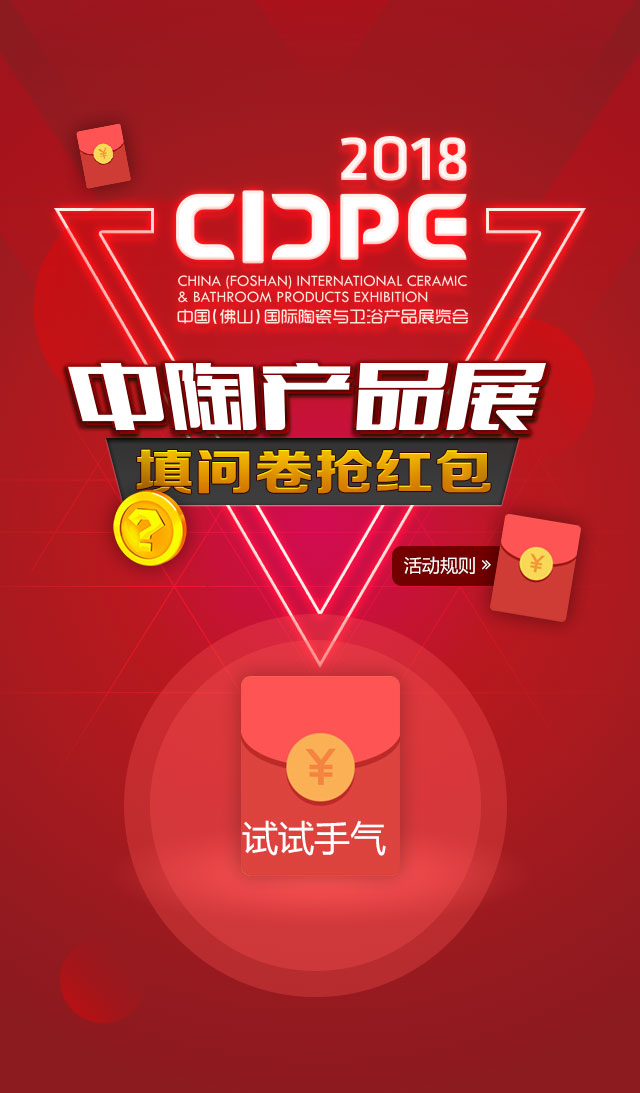 2018
CIDPE
CHINA (FOSHAN) INTERNATIONAL CERAMIC
& BATHROOM PRODUCTS EXHIBITION
中国(佛山)国际陶瓷与卫浴产品展览会
中陶产品展
填问卷抢红包
?
活动规则 »
¥
¥
¥
试试手气